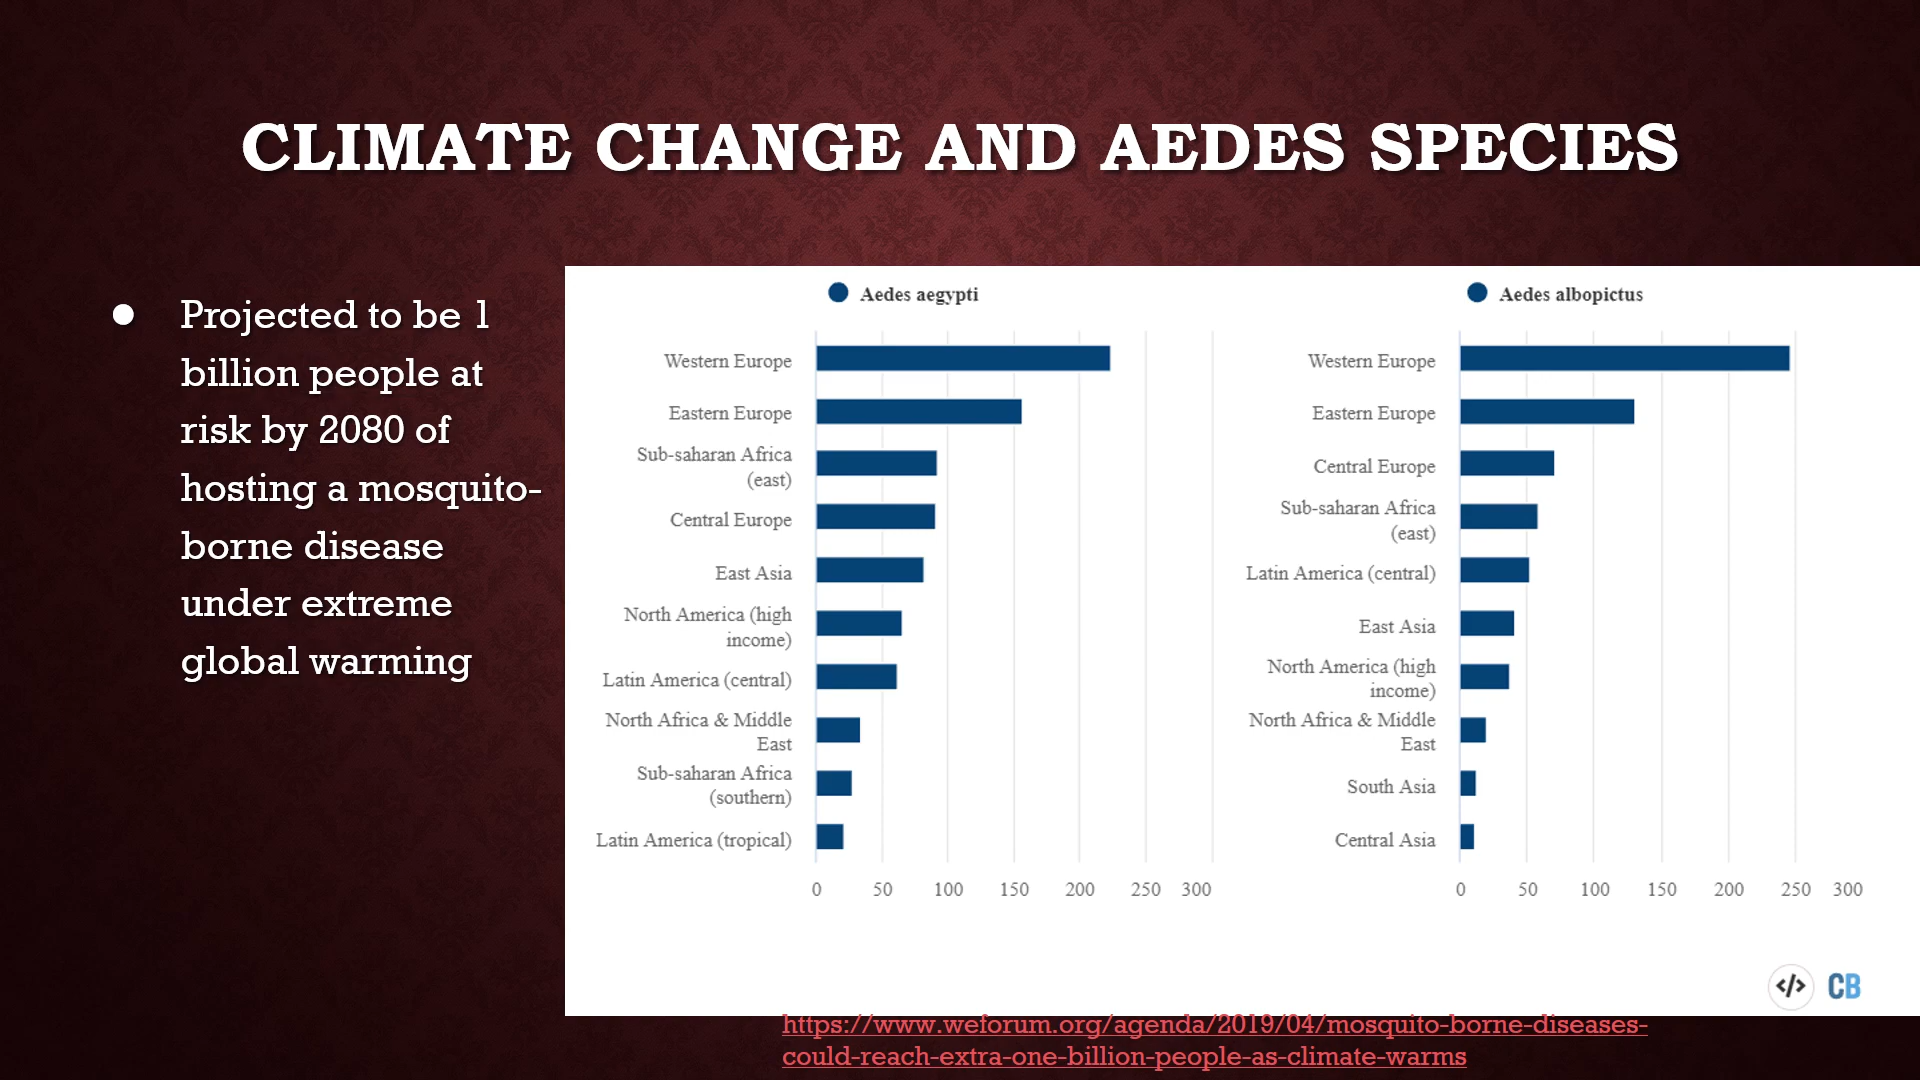 CLIMATE CHANGE AND AEDES SPECIES
● Projected to be 1
billion people at
risk by 2080 of
hosting a mosquito-
borne disease
under extreme
global warming
Aedes aegypti
Western Europe
Eastern Europe
Sub-saharan Africa
(east)
Central Europe
East Asia
North America (high
income)
Latin America (central)
North Africa & Middle
East
Sub-saharan Africa
(southern)
Latin America (tropical)
0 50 100 150 200 250 300
Aedes albopictus
Western Europe
Eastern Europe
Central Europe
Sub-saharan Africa
(east)
Latin America (central)
East Asia
North America (high
income)
North Africa & Middle
East
South Asia
Central Asia
0 50 100 150 200 250 300
</> CB
https://www.weforum.org/agenda/2019/04/mosquito-borne-diseases-
could-reach-extra-one-billion-people-as-climate-warms